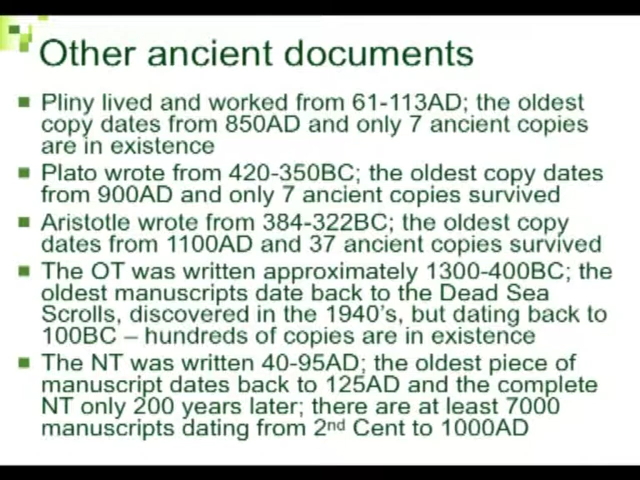 Other ancient documents
Pliny lived and worked from 61-113AD; the oldest
copy dates from 850AD and only 7 ancient copies
are in existence
Plato wrote from 420-350BC; the oldest copy dates
from 900AD and only 7 ancient copies survived
Aristotle wrote from 384-322BC; the oldest copy
dates from 1100AD and 37 ancient copies survived
The OT was written approximately 1300-400BC; the
oldest manuscripts date back to the Dead Sea
Scrolls, discovered in the 1940's, but dating back to
100BC – hundreds of copies are in existence
The NT was written 40-95AD; the oldest piece of
manuscript dates back to 125AD and the complete
NT only 200 years later; there are at least 7000
manuscripts dating from 2nd Cent to 1000AD